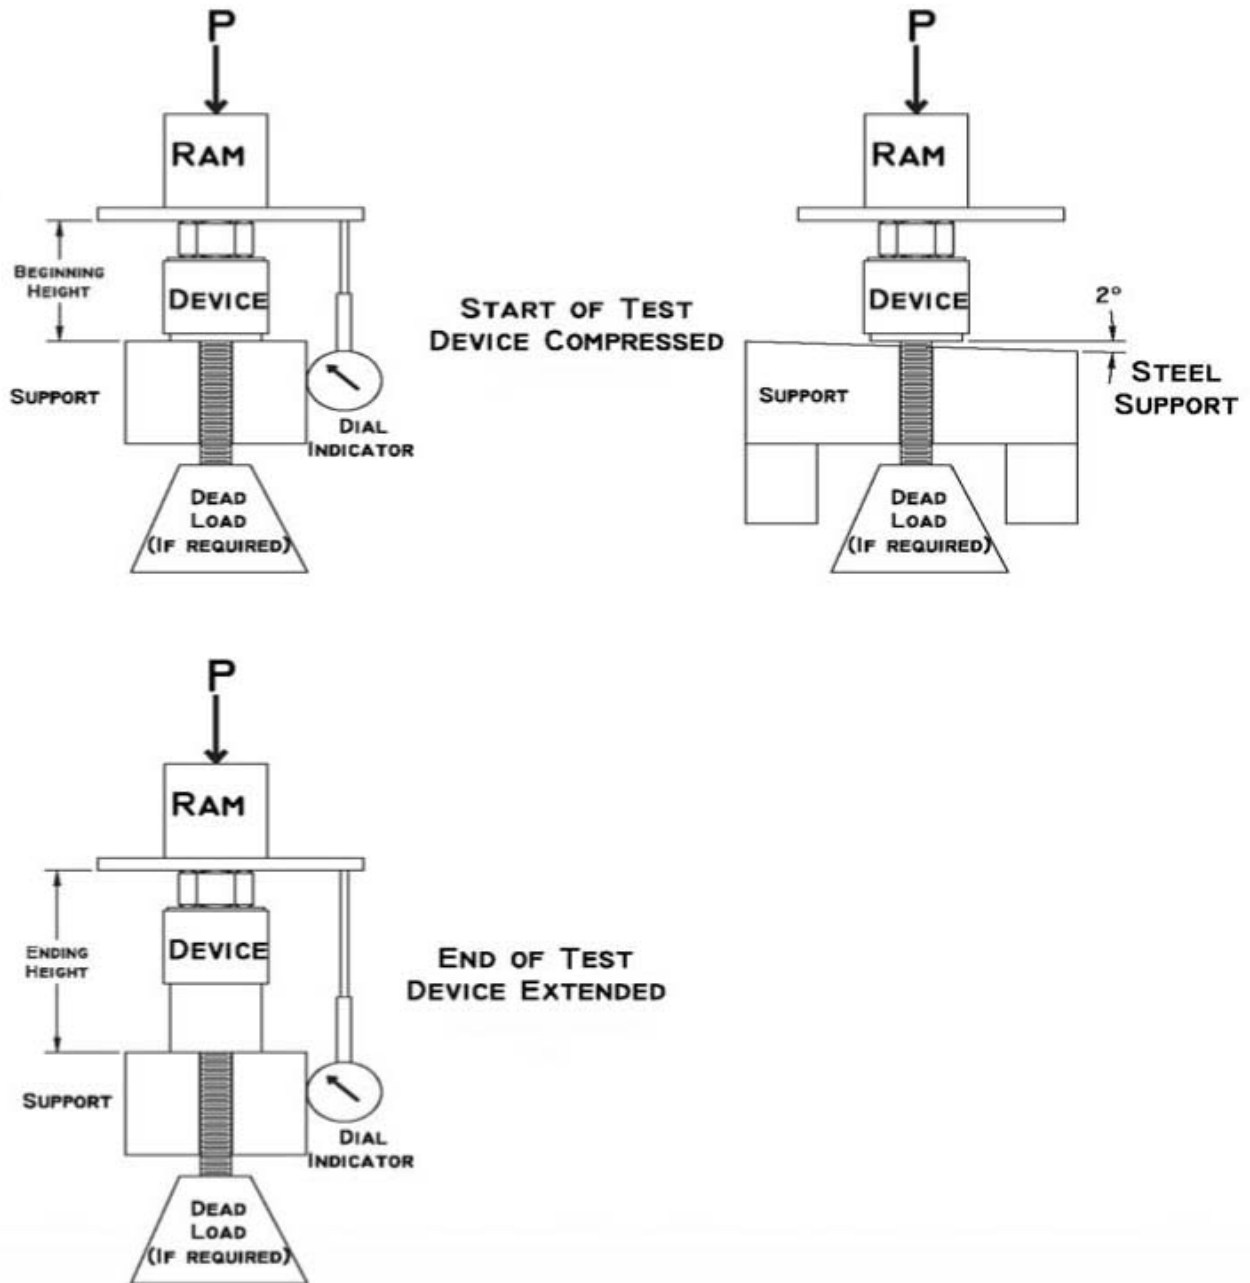 P
RAM
BEGINNING
HEIGHT
DEVICE
SUPPORT
DIAL
INDICATOR
DEAD
LOAD
(IF REQUIRED)
START OF TEST
DEVICE COMPRESSED
P
RAM
DEVICE
2°
SUPPORT
STEEL
SUPPORT
DEAD
LOAD
(IF REQUIRED)
P
RAM
ENDING
HEIGHT
DEVICE
SUPPORT
DIAL
INDICATOR
DEAD
LOAD
(IF REQUIRED)
END OF TEST
DEVICE EXTENDED